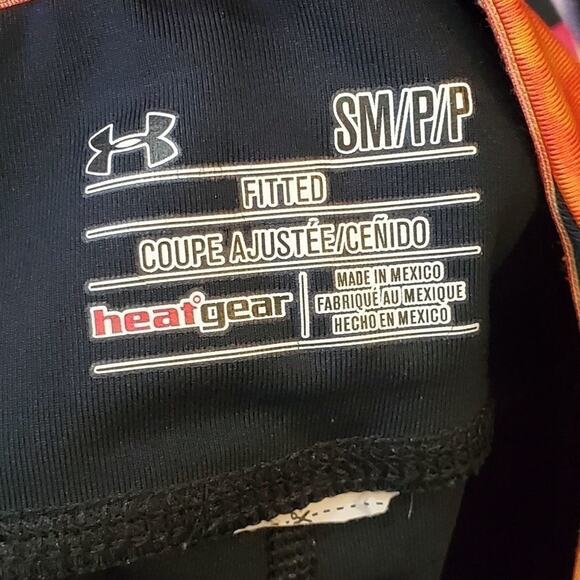 SM/P/P
FITTED
COUPE AJUSTÉE/CEÑIDO
heatgear
MADE IN MEXICO
FABRIQUÉ AU MEXIQUE
HECHO EN MEXICO